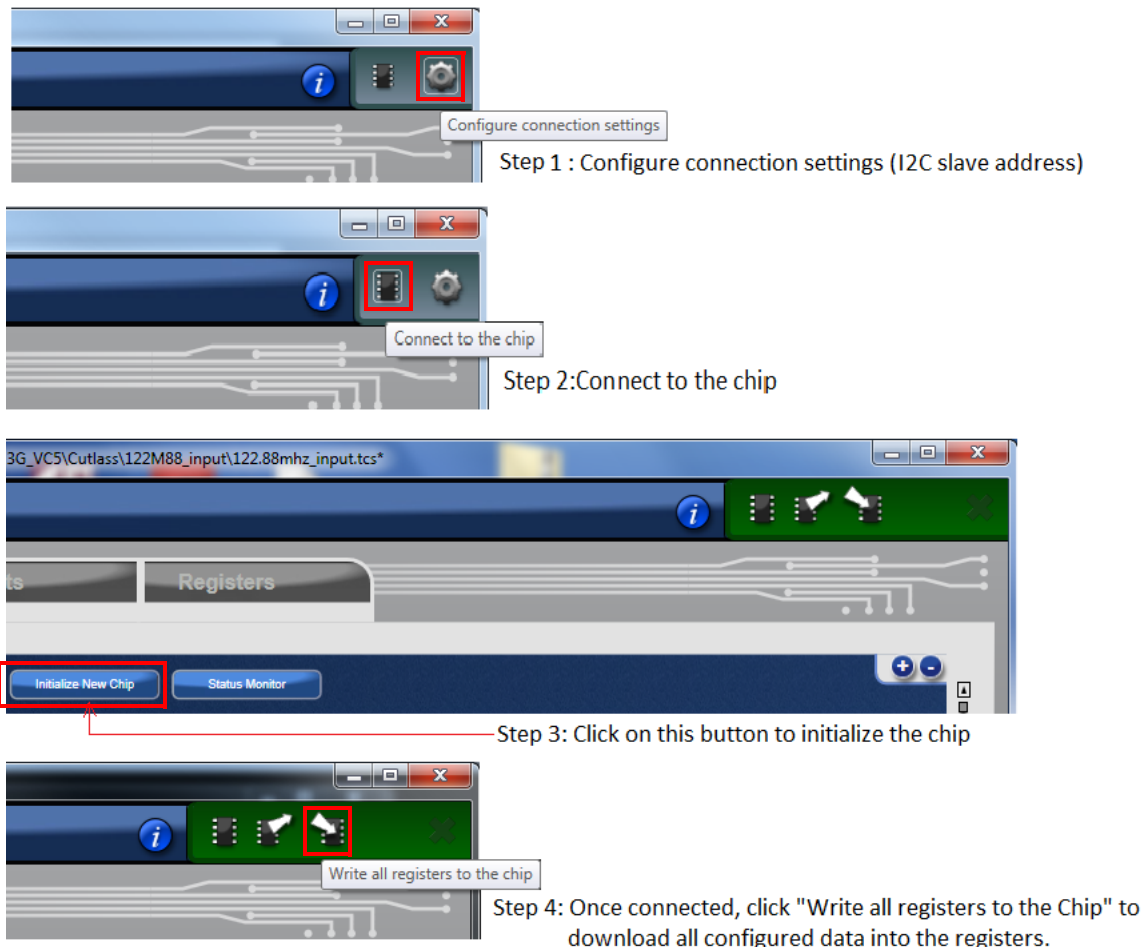 Configure connection settings
Step 1 : Configure connection settings (I2C slave address)
Connect to the chip
Step 2:Connect to the chip
3G_VC5\Cutlass\122M88_input\122.88mhz_input.tcs*
ts
Registers
Initialize New Chip
Status Monitor
Step 3: Click on this button to initialize the chip
Write all registers to the chip
Step 4: Once connected, click "Write all registers to the Chip" to
download all configured data into the registers.